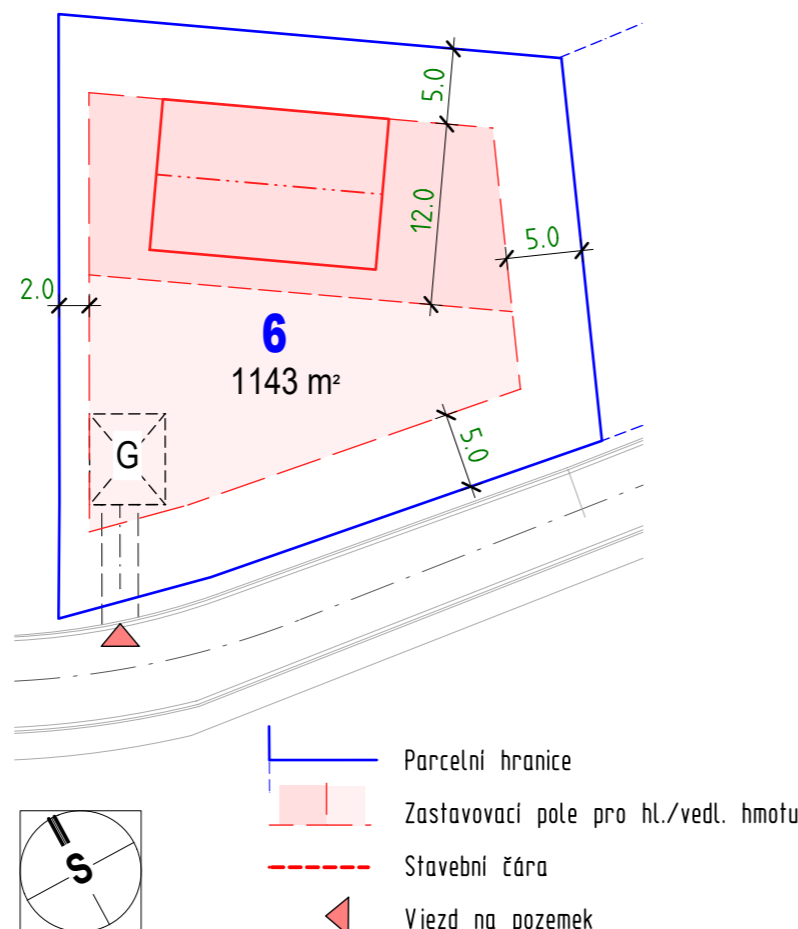 5.0
12.0
5.0
2.0
6
1143 m²
G
5.0
Parcelní hranice
Zastavovací pole pro hl./vedl. hmotu
Stavební čára
S
Vjezd na pozemek